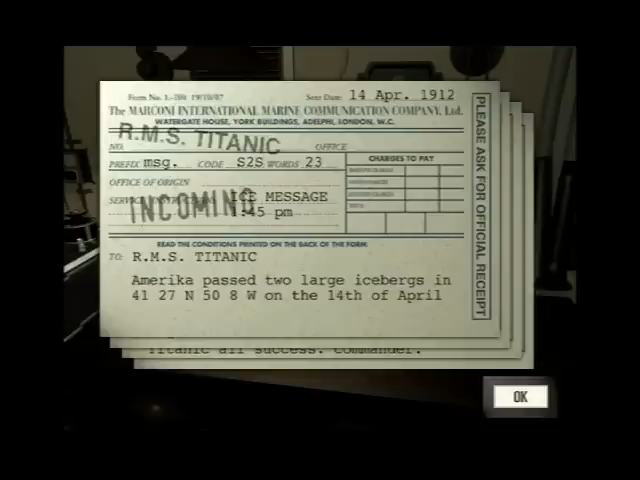 Form No. 1.-100 19/10/07 Sent Date: 14 Apr. 1912
The MARCONI INTERNATIONAL MARINE COMMUNICATION COMPANY, Ltd.
WATERGATE HOUSE, YORK BUILDINGS, ADELPHI, LONDON, W.C.
R.M.S. TITANIC
NO. OFFICE
PREFIX msg. CODE S2S WORDS 23
CHARGES TO PAY
OFFICE OF ORIGIN
ICE MESSAGE
INCOMING
1:45 pm
READ THE CONDITIONS PRINTED ON THE BACK OF THE FORM
TO: R.M.S. TITANIC
Amerika passed two large icebergs in
41 27 N 50 8 W on the 14th of April
PLEASE ASK FOR OFFICIAL RECEIPT
Titanic all success. Commander.
OK